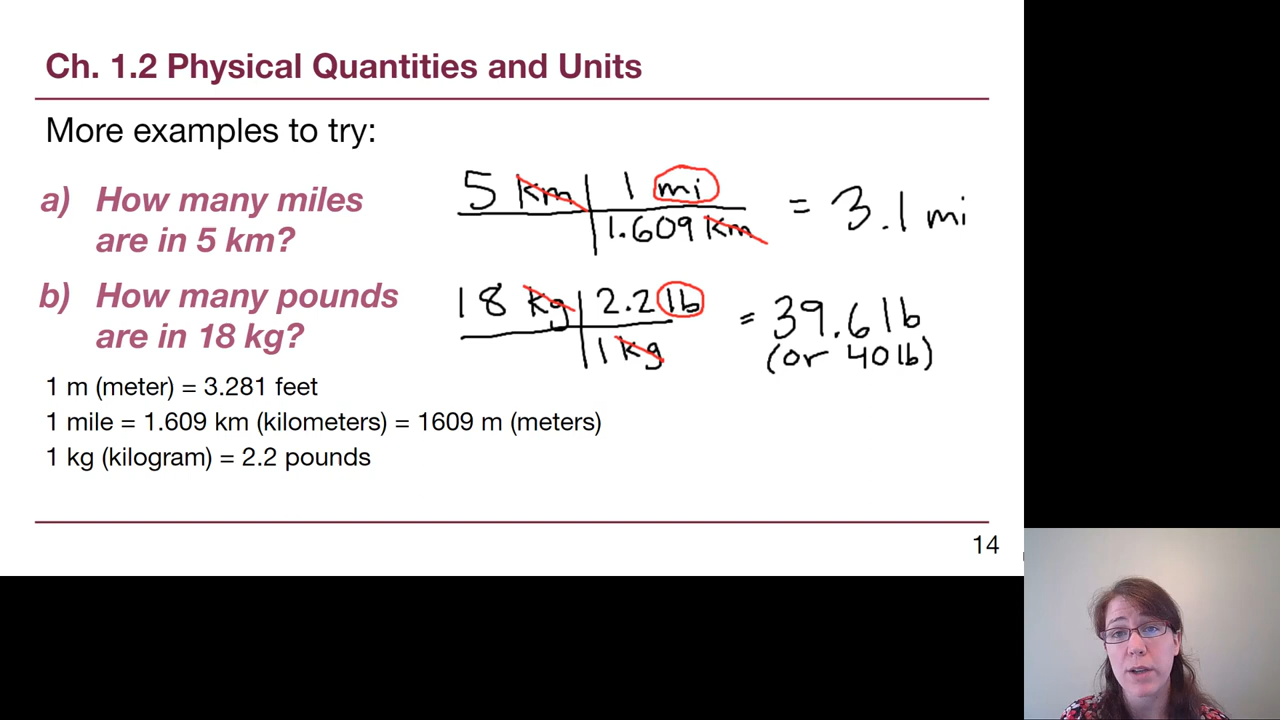 Ch. 1.2 Physical Quantities and Units
More examples to try:
a) How many miles
are in 5 km?
5 km 1 mi
1.609 km
= 3.1 mi
b) How many pounds
are in 18 kg?
18 kg 2.2 lb
1 kg
= 39.6 lb
(or 40 lb)
1 m (meter) = 3.281 feet
1 mile = 1.609 km (kilometers) = 1609 m (meters)
1 kg (kilogram) = 2.2 pounds
14